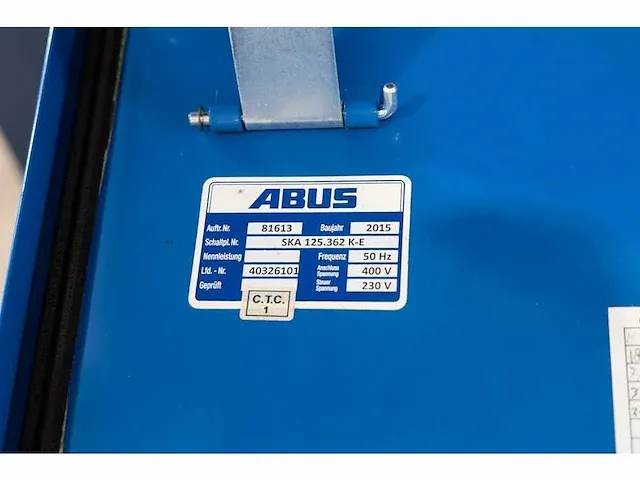 ABUS
Auftr. Nr. 81613 Baujahr 2015
Schaltpl. Nr. SKA 125.362 K-E
Nennleistung Frequenz 50 Hz
Lfd. - Nr. 40326101 Anschluss Spannung 400 V
Geprüft Steuer Spannung 230 V
C.T.C.
1